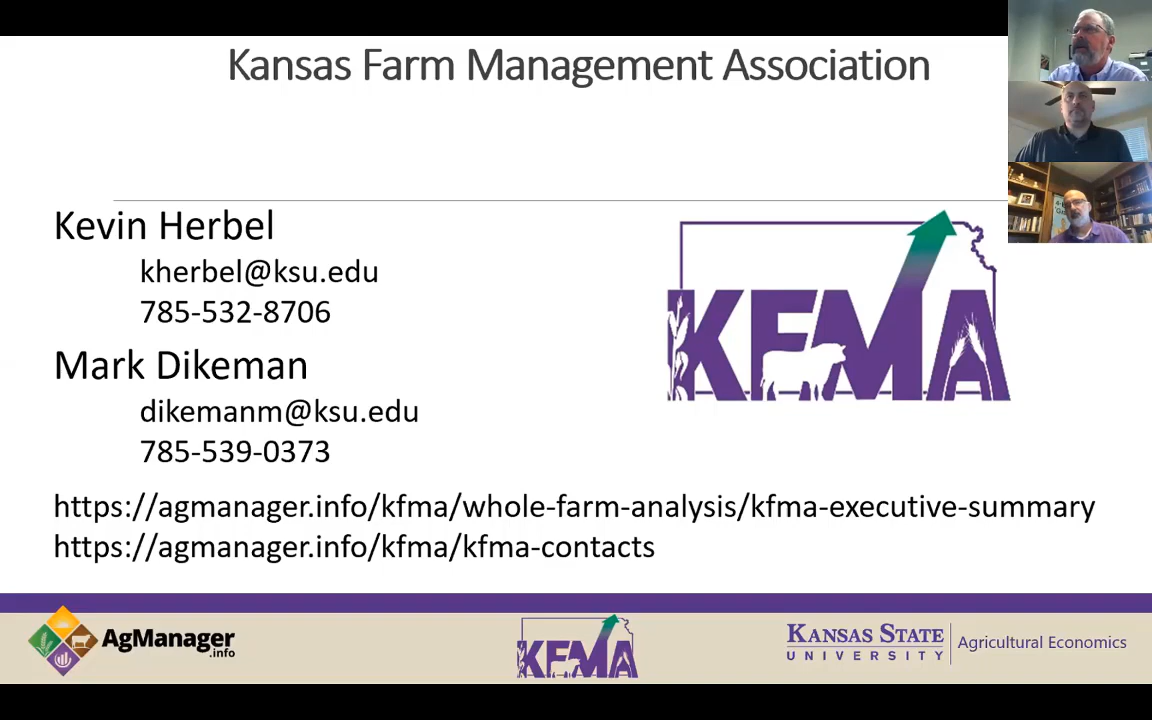 Kansas Farm Management Association
Kevin Herbel
kherbel@ksu.edu
785-532-8706
Mark Dikeman
dikemanm@ksu.edu
785-539-0373
KFMA
https://agmanager.info/kfma/whole-farm-analysis/kfma-executive-summary
https://agmanager.info/kfma/kfma-contacts
AgManager
.info
KFMA
KANSAS STATE
UNIVERSITY
Agricultural Economics